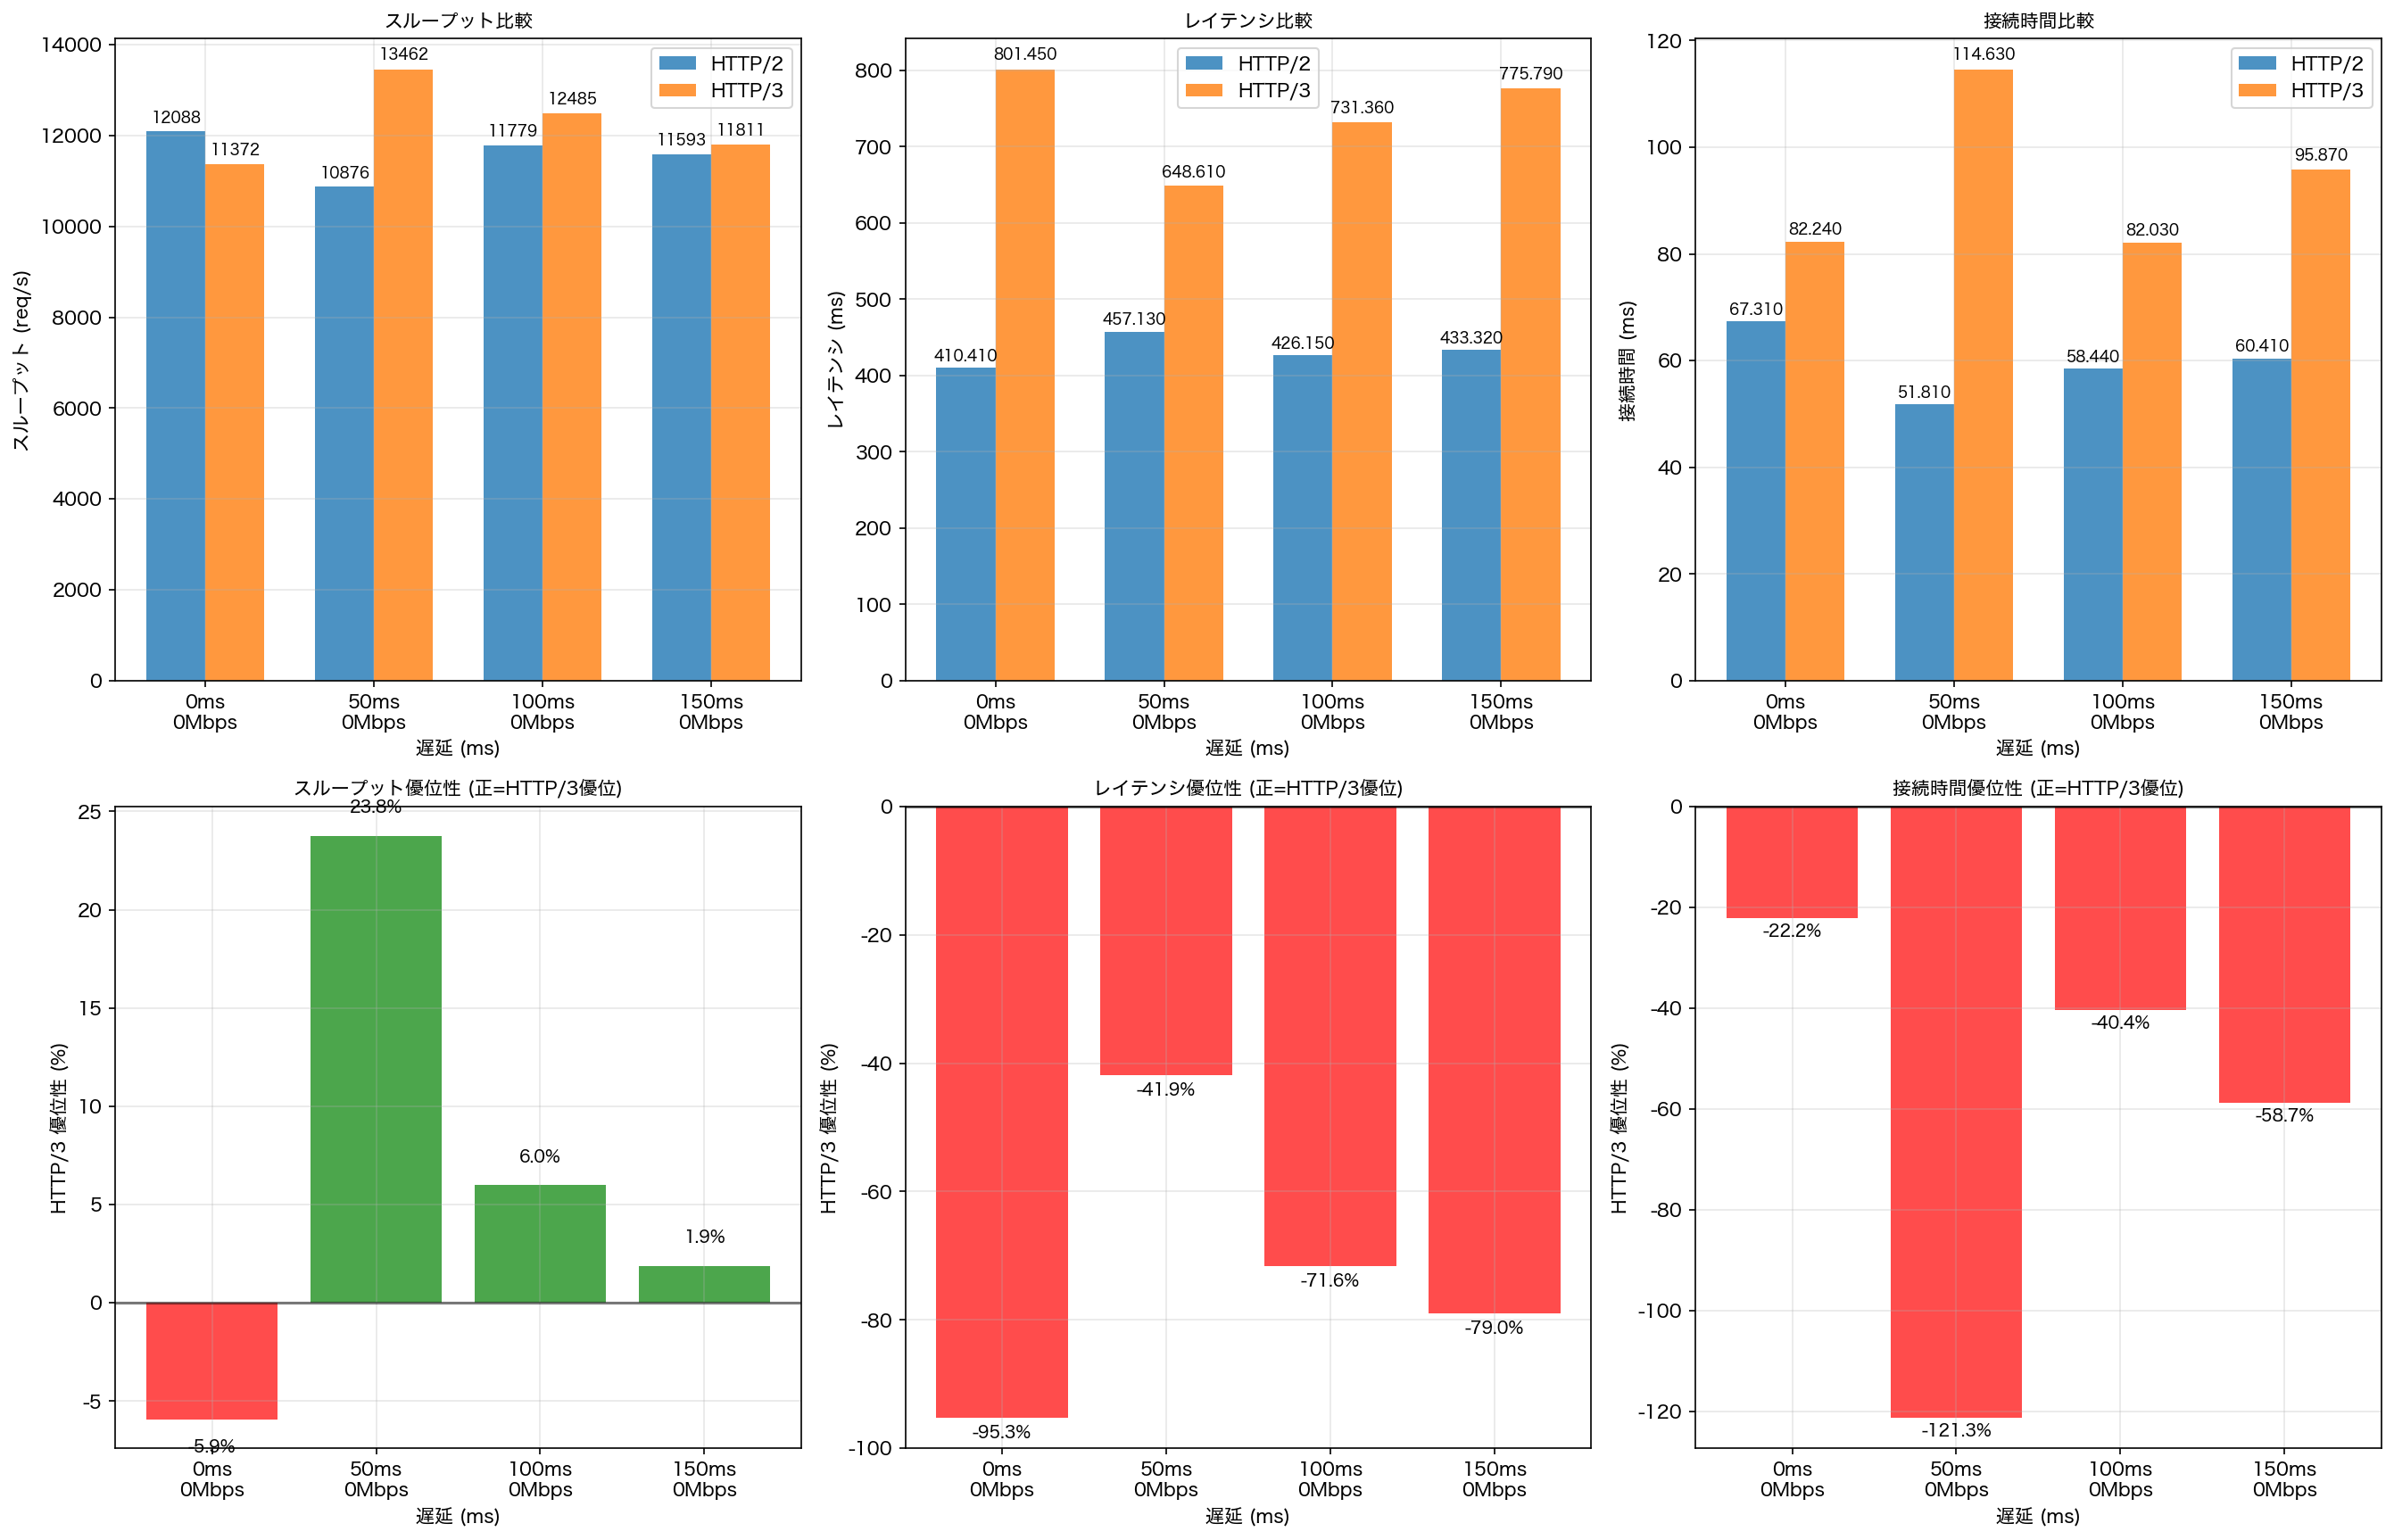 スループット比較
14000
12000
10000
8000
6000
4000
2000
0
スループット (req/s)
12088
11372
10876
13462
11779
12485
11593
11811
HTTP/2
HTTP/3
0ms
0Mbps
50ms
0Mbps
100ms
0Mbps
150ms
0Mbps
遅延 (ms)
レイテンシ比較
800
700
600
500
400
300
200
100
0
レイテンシ (ms)
410.410
801.450
457.130
648.610
426.150
731.360
433.320
775.790
HTTP/2
HTTP/3
0ms
0Mbps
50ms
0Mbps
100ms
0Mbps
150ms
0Mbps
遅延 (ms)
接続時間比較
120
100
80
60
40
20
0
接続時間 (ms)
67.310
82.240
51.810
114.630
58.440
82.030
60.410
95.870
HTTP/2
HTTP/3
0ms
0Mbps
50ms
0Mbps
100ms
0Mbps
150ms
0Mbps
遅延 (ms)
スループット優位性 (正=HTTP/3優位)
25
20
15
10
5
0
-5
HTTP/3 優位性 (%)
-5.9%
23.8%
6.0%
1.9%
0ms
0Mbps
50ms
0Mbps
100ms
0Mbps
150ms
0Mbps
遅延 (ms)
レイテンシ優位性 (正=HTTP/3優位)
0
-20
-40
-60
-80
-100
HTTP/3 優位性 (%)
-95.3%
-41.9%
-71.6%
-79.0%
0ms
0Mbps
50ms
0Mbps
100ms
0Mbps
150ms
0Mbps
遅延 (ms)
接続時間優位性 (正=HTTP/3優位)
0
-20
-40
-60
-80
-100
-120
HTTP/3 優位性 (%)
-22.2%
-121.3%
-40.4%
-58.7%
0ms
0Mbps
50ms
0Mbps
100ms
0Mbps
150ms
0Mbps
遅延 (ms)